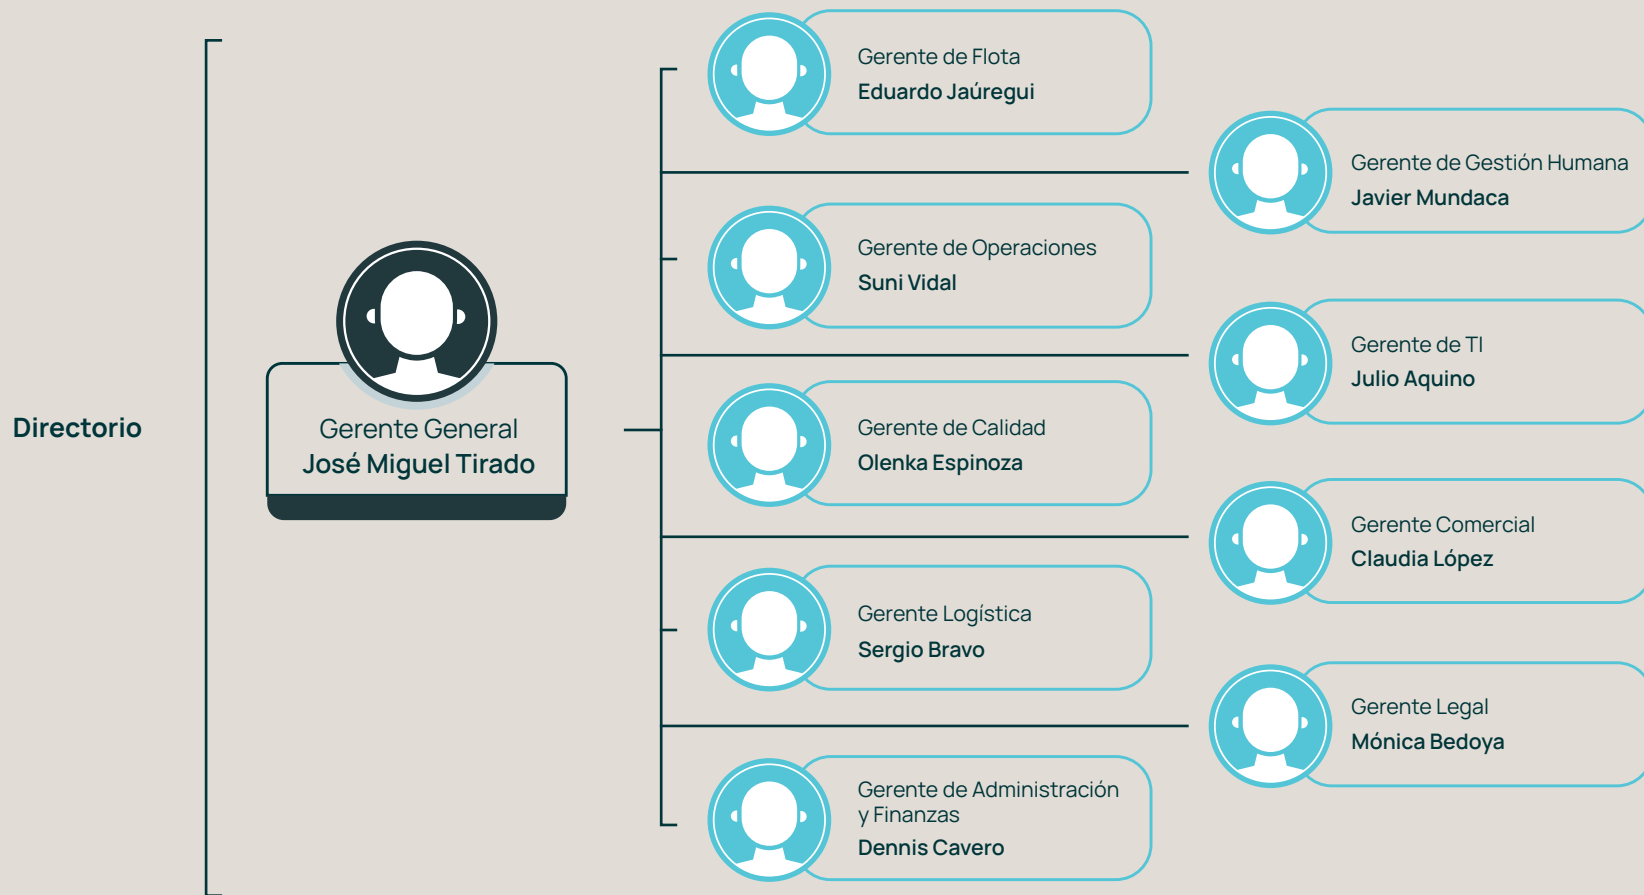 Directorio
Gerente General
José Miguel Tirado
Gerente de Flota
Eduardo Jaúregui
Gerente de Gestión Humana
Javier Mundaca
Gerente de Operaciones
Suni Vidal
Gerente de TI
Julio Aquino
Gerente de Calidad
Olenka Espinoza
Gerente Comercial
Claudia López
Gerente Logística
Sergio Bravo
Gerente Legal
Mónica Bedoya
Gerente de Administración
y Finanzas
Dennis Cavero